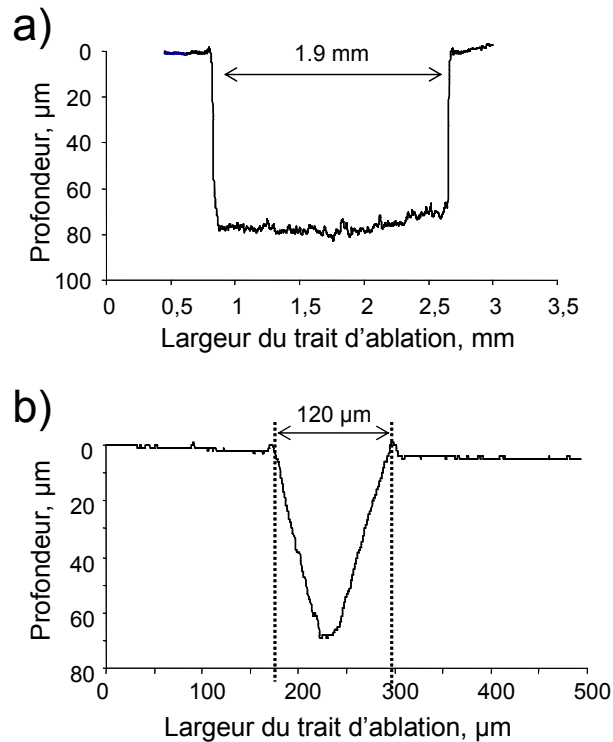 a)
1.9 mm
0
20
40
60
80
100
Profondeur, µm
0 0,5 1 1,5 2 2,5 3 3,5
Largeur du trait d'ablation, mm
b)
120 µm
0
20
40
60
80
Profondeur, µm
0 100 200 300 400 500
Largeur du trait d'ablation, µm